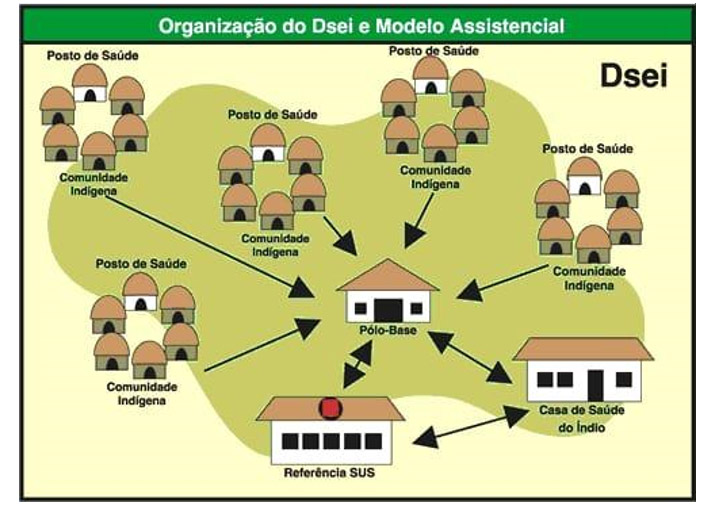 Organização do Dsei e Modelo Assistencial
Dsei
Posto de Saúde
Comunidade
Indígena
Posto de Saúde
Comunidade
Indígena
Posto de Saúde
Comunidade
Indígena
Posto de Saúde
Comunidade
Indígena
Posto de Saúde
Comunidade
Indígena
Pólo-Base
Casa de Saúde
do Índio
Referência SUS